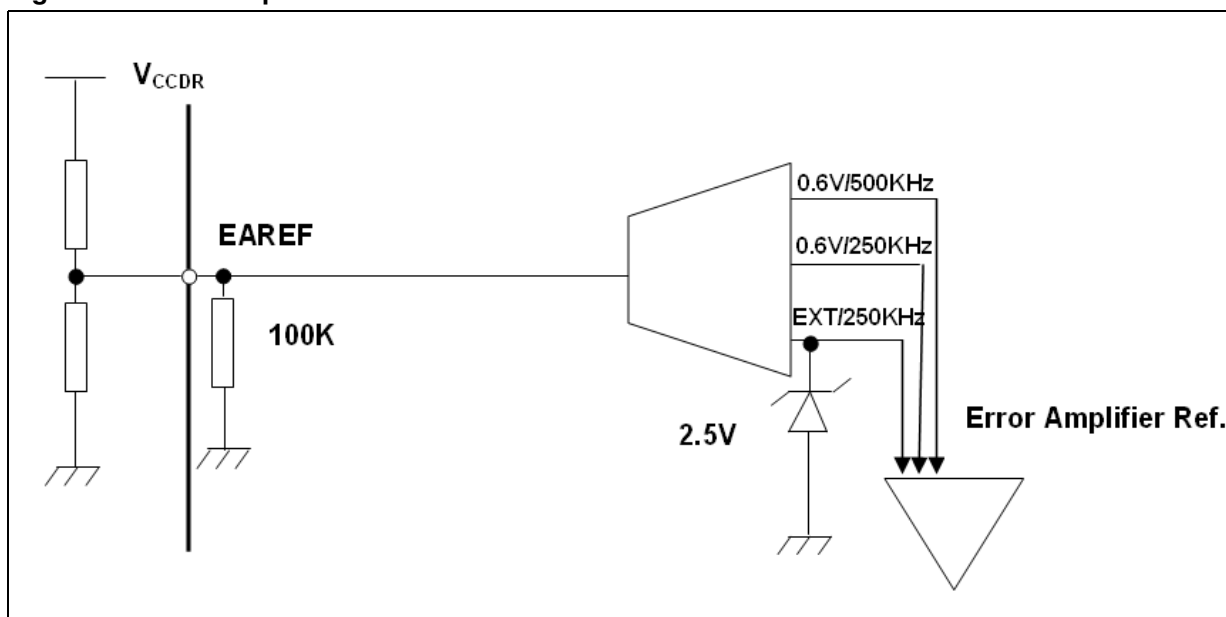 VCCDR
0.6V/500KHz
EAREF
0.6V/250KHz
EXT/250KHz
100K
2.5V
Error Amplifier Ref.